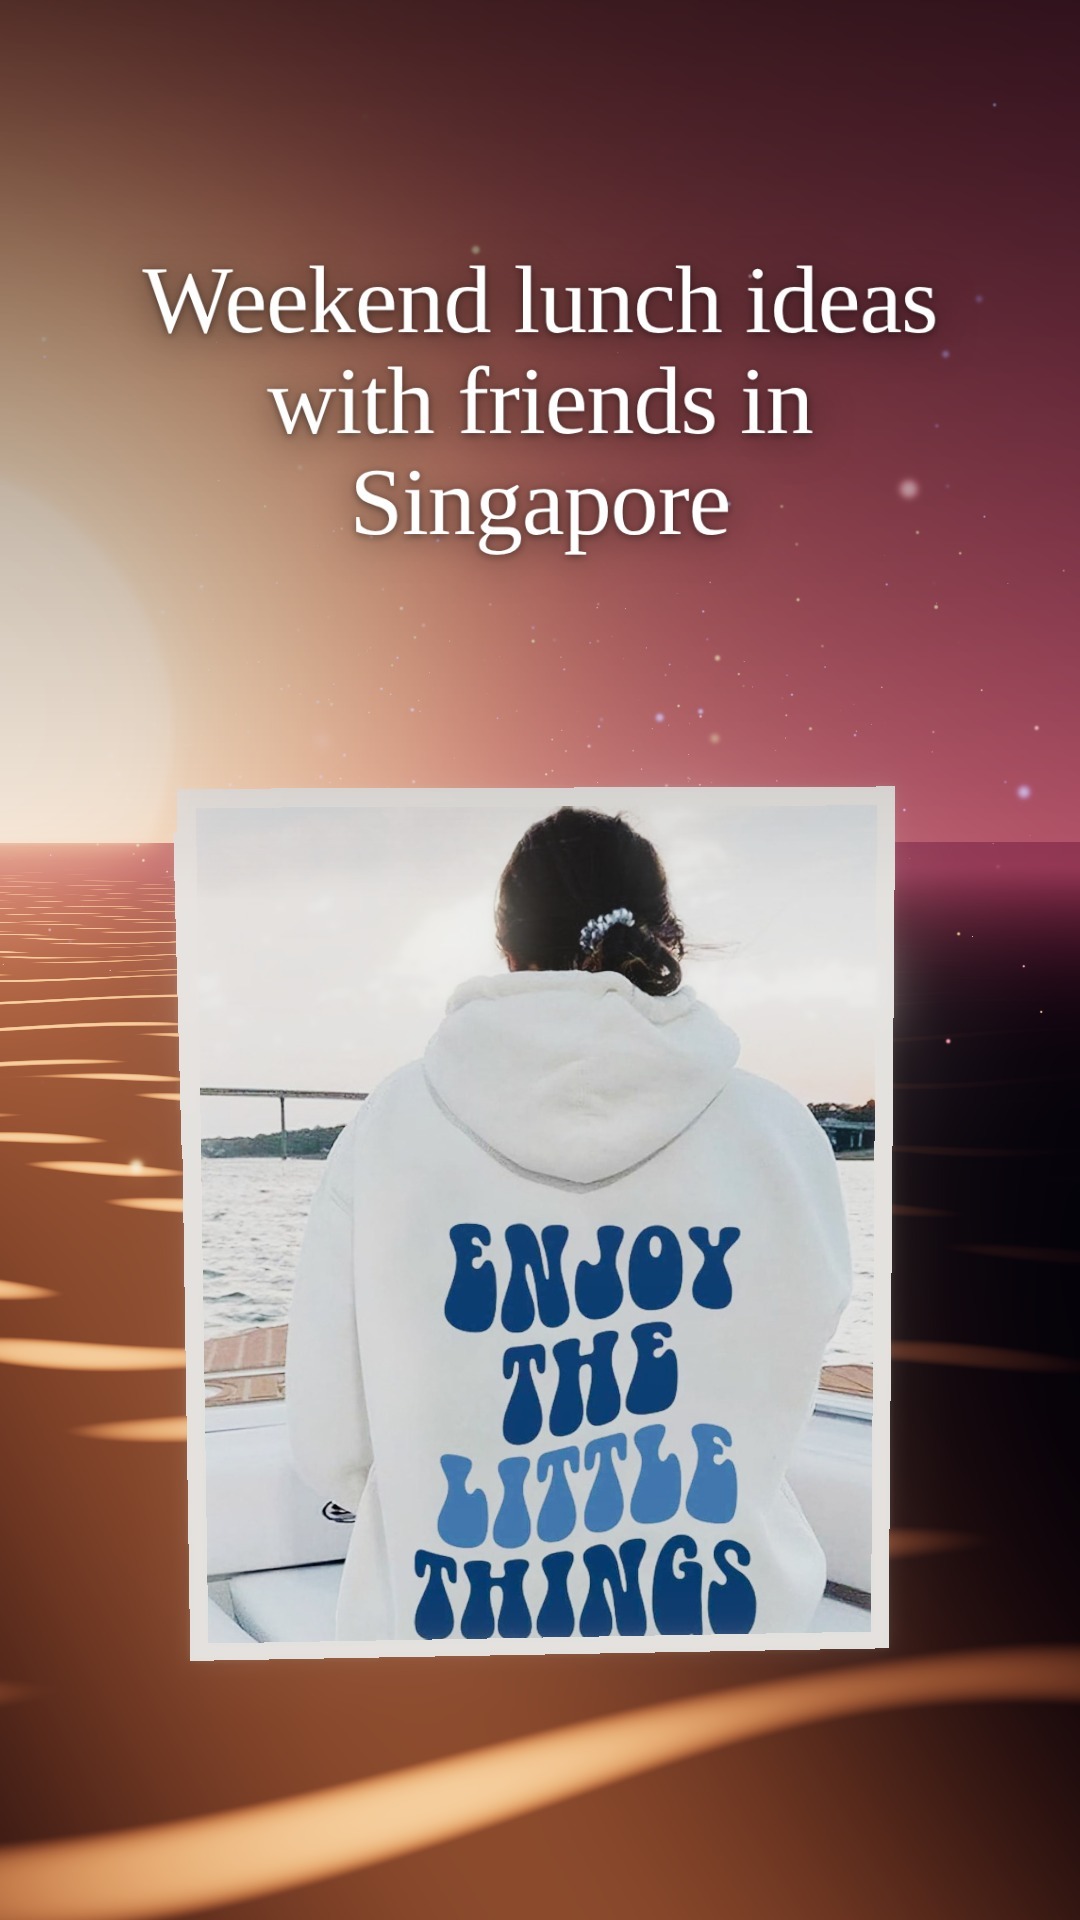 Weekend lunch ideas
with friends in
Singapore
ENJOY
THE
LITTLE
THINGS